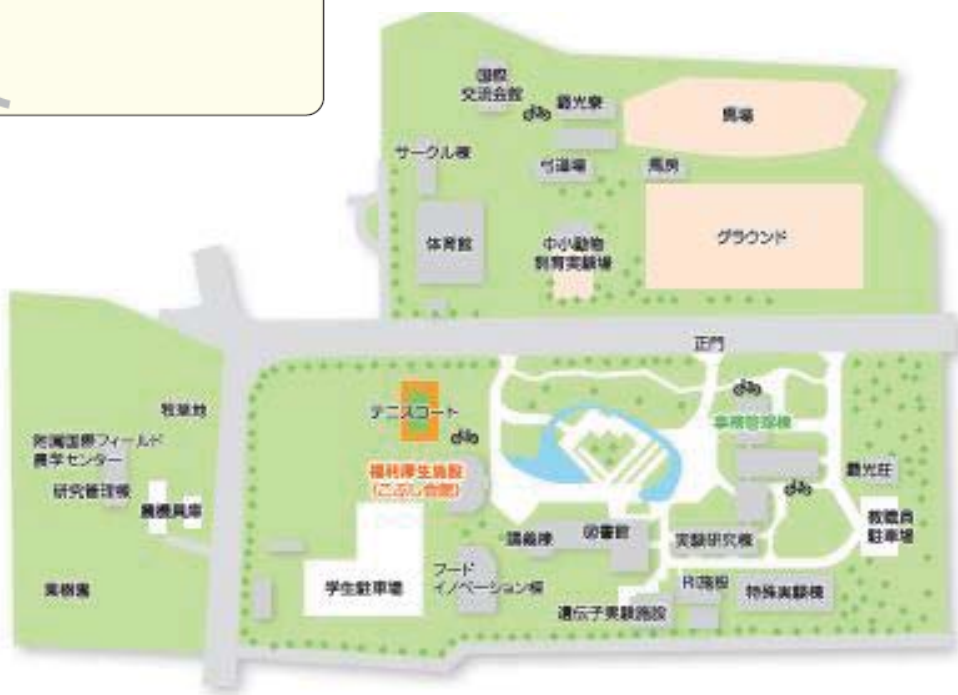 国際
交流会館
観光寮
馬場
サークル棟
弓道場
馬房
体育館
中小動物
飼育実験場
グラウンド
正門
牧草地
テニスコート
事務管理棟
附属国際フィールド
農学センター
福利厚生施設
(こぶし会館)
観光荘
研究管理棟
農機具庫
講義棟
図書館
実験研究棟
教職員
駐車場
果樹園
学生駐車場
フード
イノベーション棟
RI施設
特殊実験棟
遺伝子実験施設